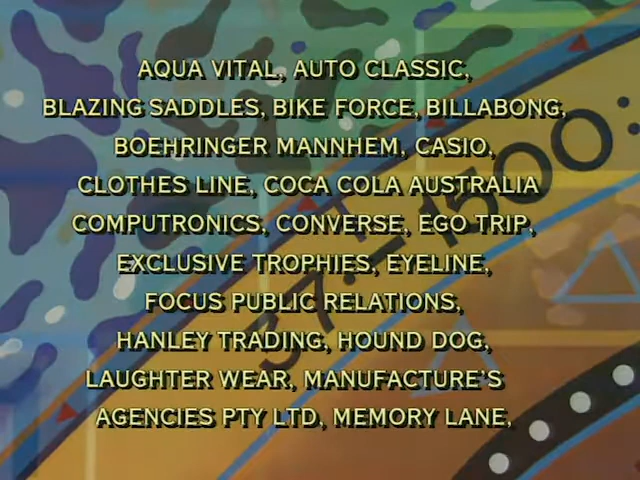 AQUA VITAL, AUTO CLASSIC,
BLAZING SADDLES, BIKE FORCE, BILLABONG,
BOEHRINGER MANNHEM, CASIO,
CLOTHES LINE, COCA COLA AUSTRALIA
COMPUTRONICS, CONVERSE, EGO TRIP,
EXCLUSIVE TROPHIES, EYELINE,
FOCUS PUBLIC RELATIONS,
HANLEY TRADING, HOUND DOG,
LAUGHTER WEAR, MANUFACTURE'S
AGENCIES PTY LTD, MEMORY LANE,
1500